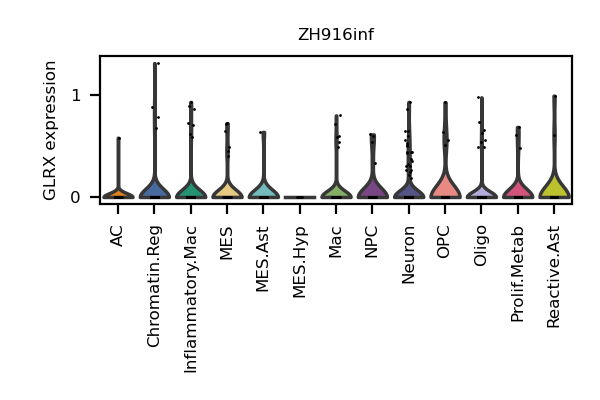 ZH916inf
GLRX expression
1
0
AC
Chromatin.Reg
Inflammatory.Mac
MES
MES.Ast
MES.Hyp
Mac
NPC
Neuron
OPC
Oligo
Prolif.Metab
Reactive.Ast